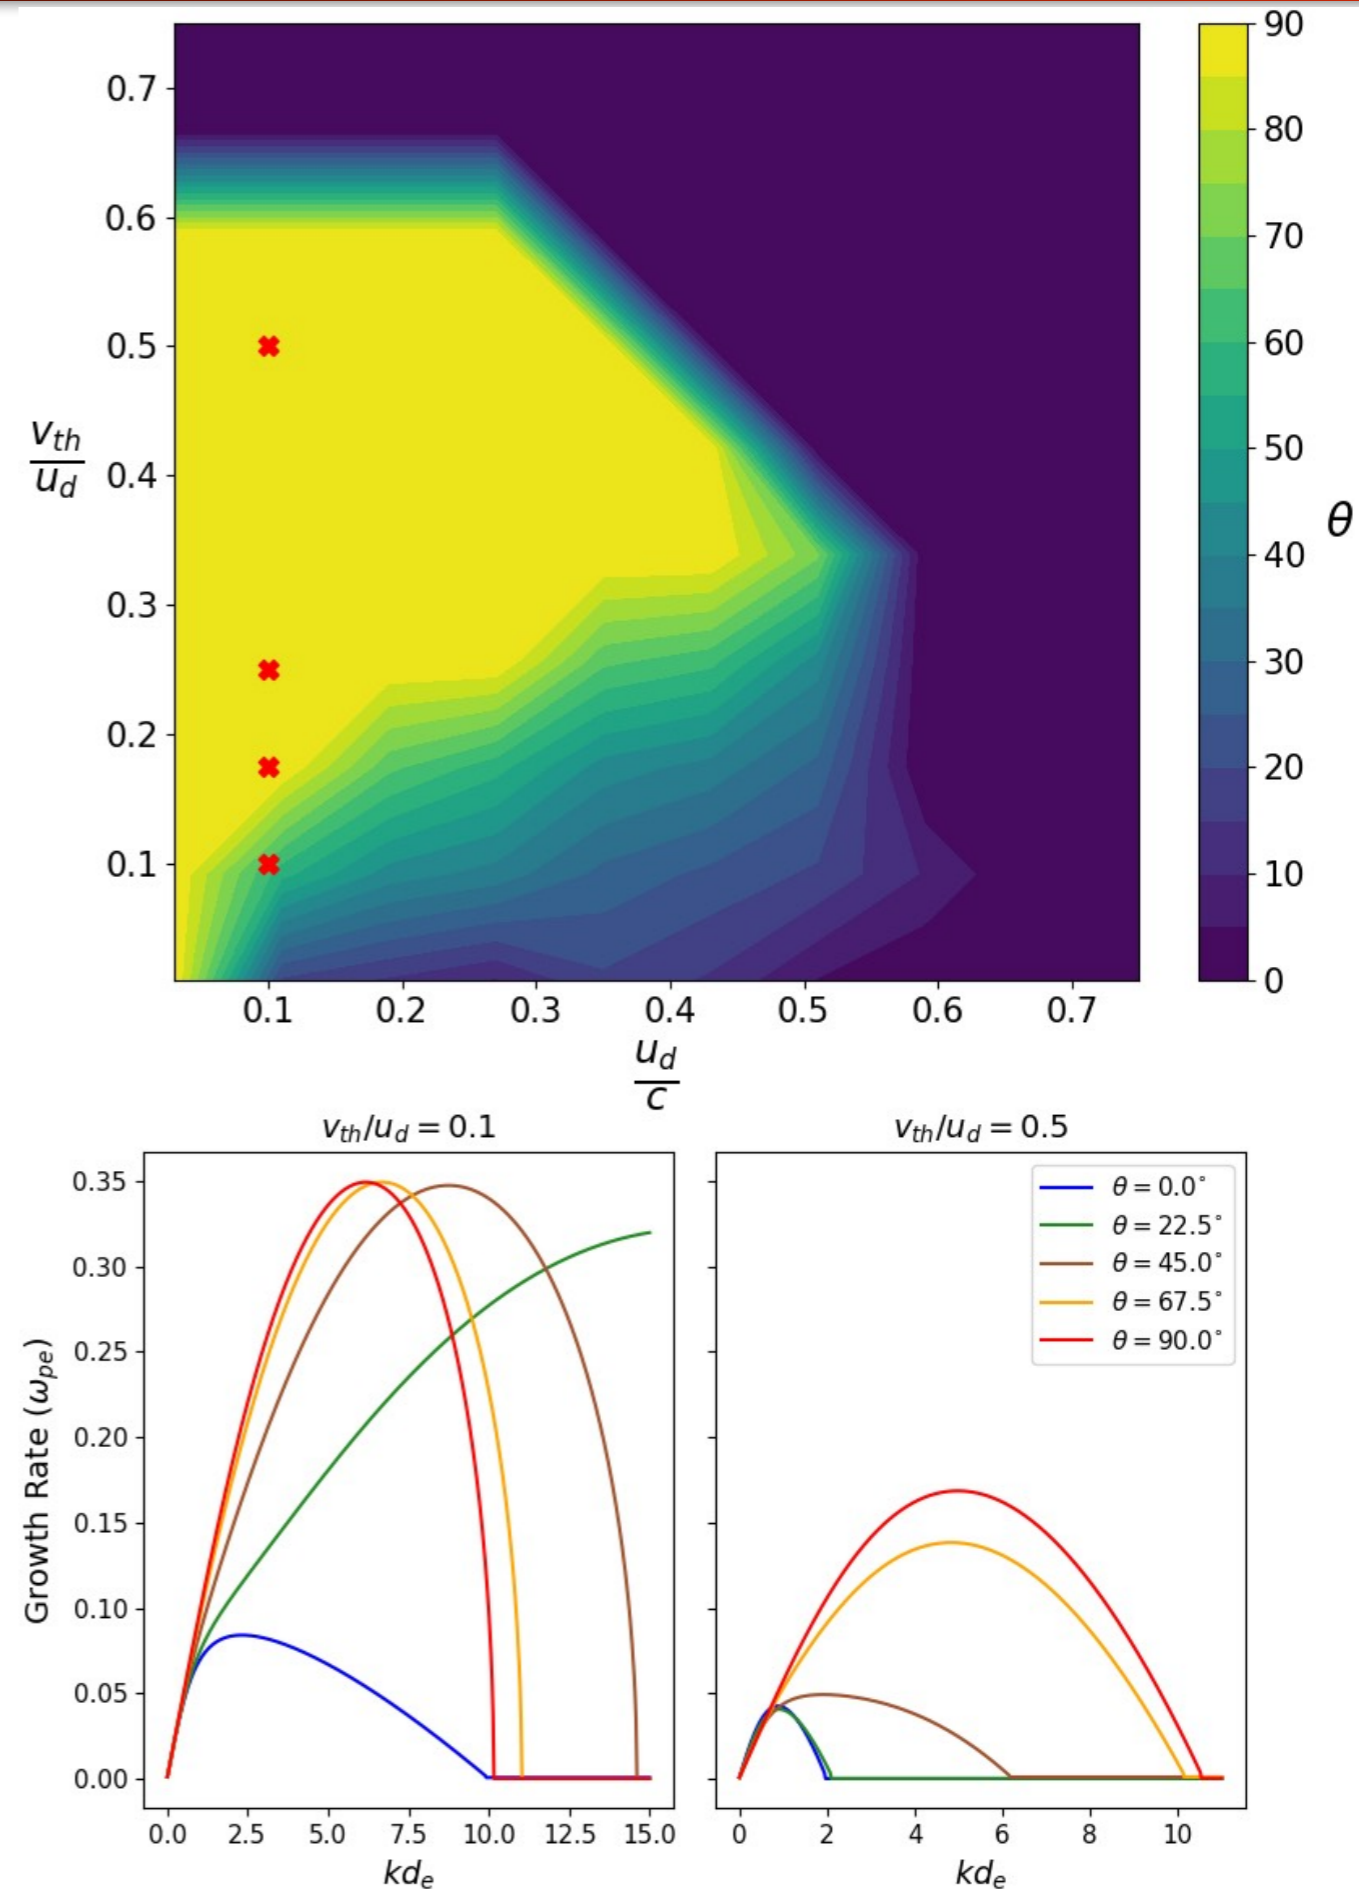 90
0.7
80
70
0.6
60
0.5
50
v_th
u_d
0.4
θ
40
0.3
30
0.2
20
0.1
10
0
0.1 0.2 0.3 0.4 0.5 0.6 0.7
u_d
c
v_th/u_d = 0.1
v_th/u_d = 0.5
0.35
0.30
0.25
0.20
0.15
0.10
0.05
0.00
Growth Rate (ω_pe)
θ = 0.0°
θ = 22.5°
θ = 45.0°
θ = 67.5°
θ = 90.0°
0.0 2.5 5.0 7.5 10.0 12.5 15.0
0 2 4 6 8 10
kd_e
kd_e